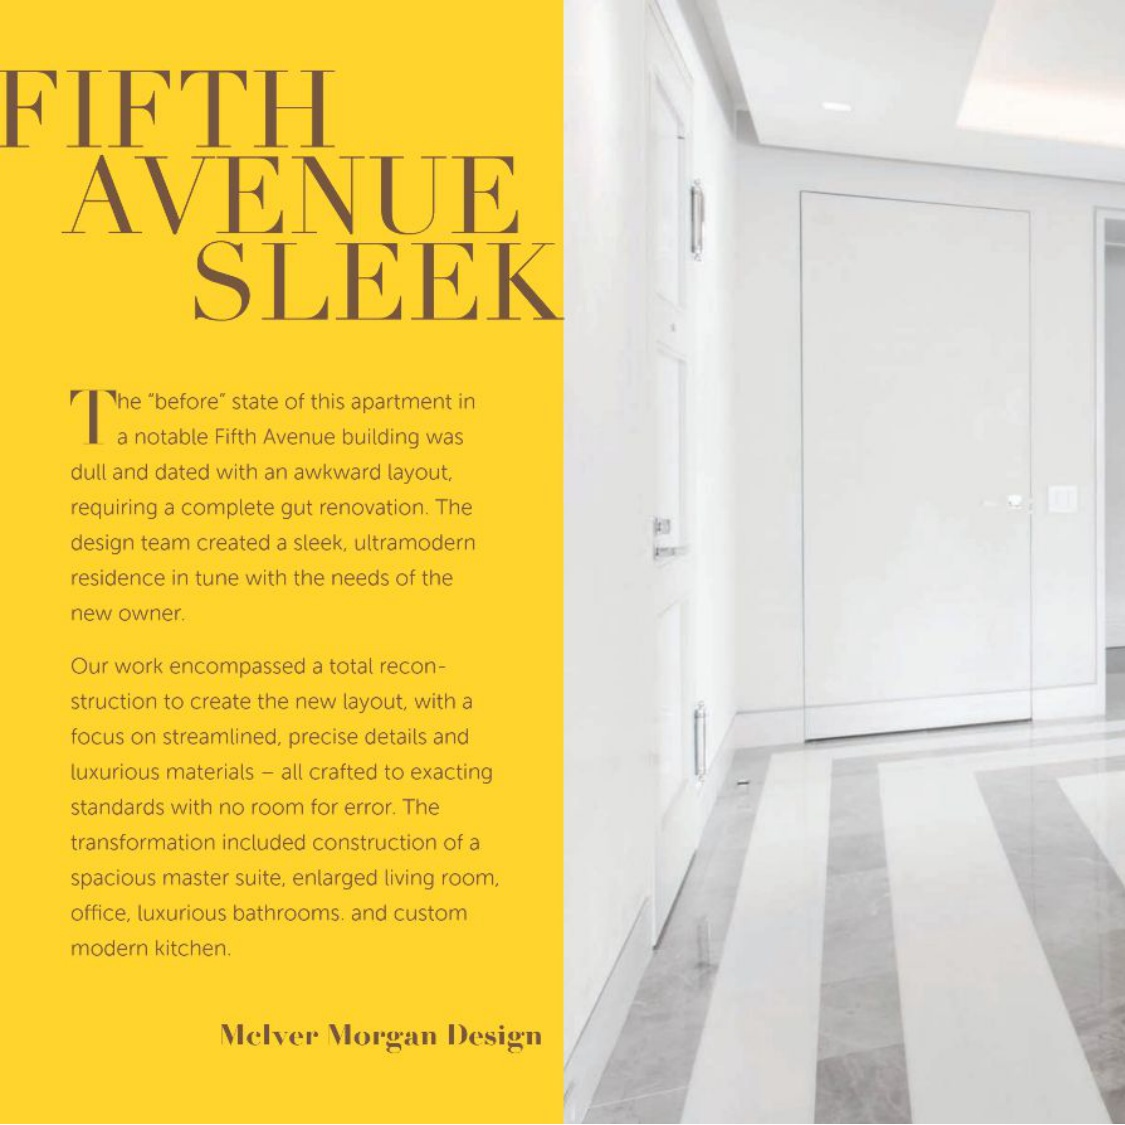 FIFTH
AVENUE
SLEEK
The “before” state of this apartment in
a notable Fifth Avenue building was
dull and dated with an awkward layout,
requiring a complete gut renovation. The
design team created a sleek, ultramodern
residence in tune with the needs of the
new owner.
Our work encompassed a total recon-
struction to create the new layout, with a
focus on streamlined, precise details and
luxurious materials – all crafted to exacting
standards with no room for error. The
transformation included construction of a
spacious master suite, enlarged living room,
office, luxurious bathrooms. and custom
modern kitchen.
McIver Morgan Design